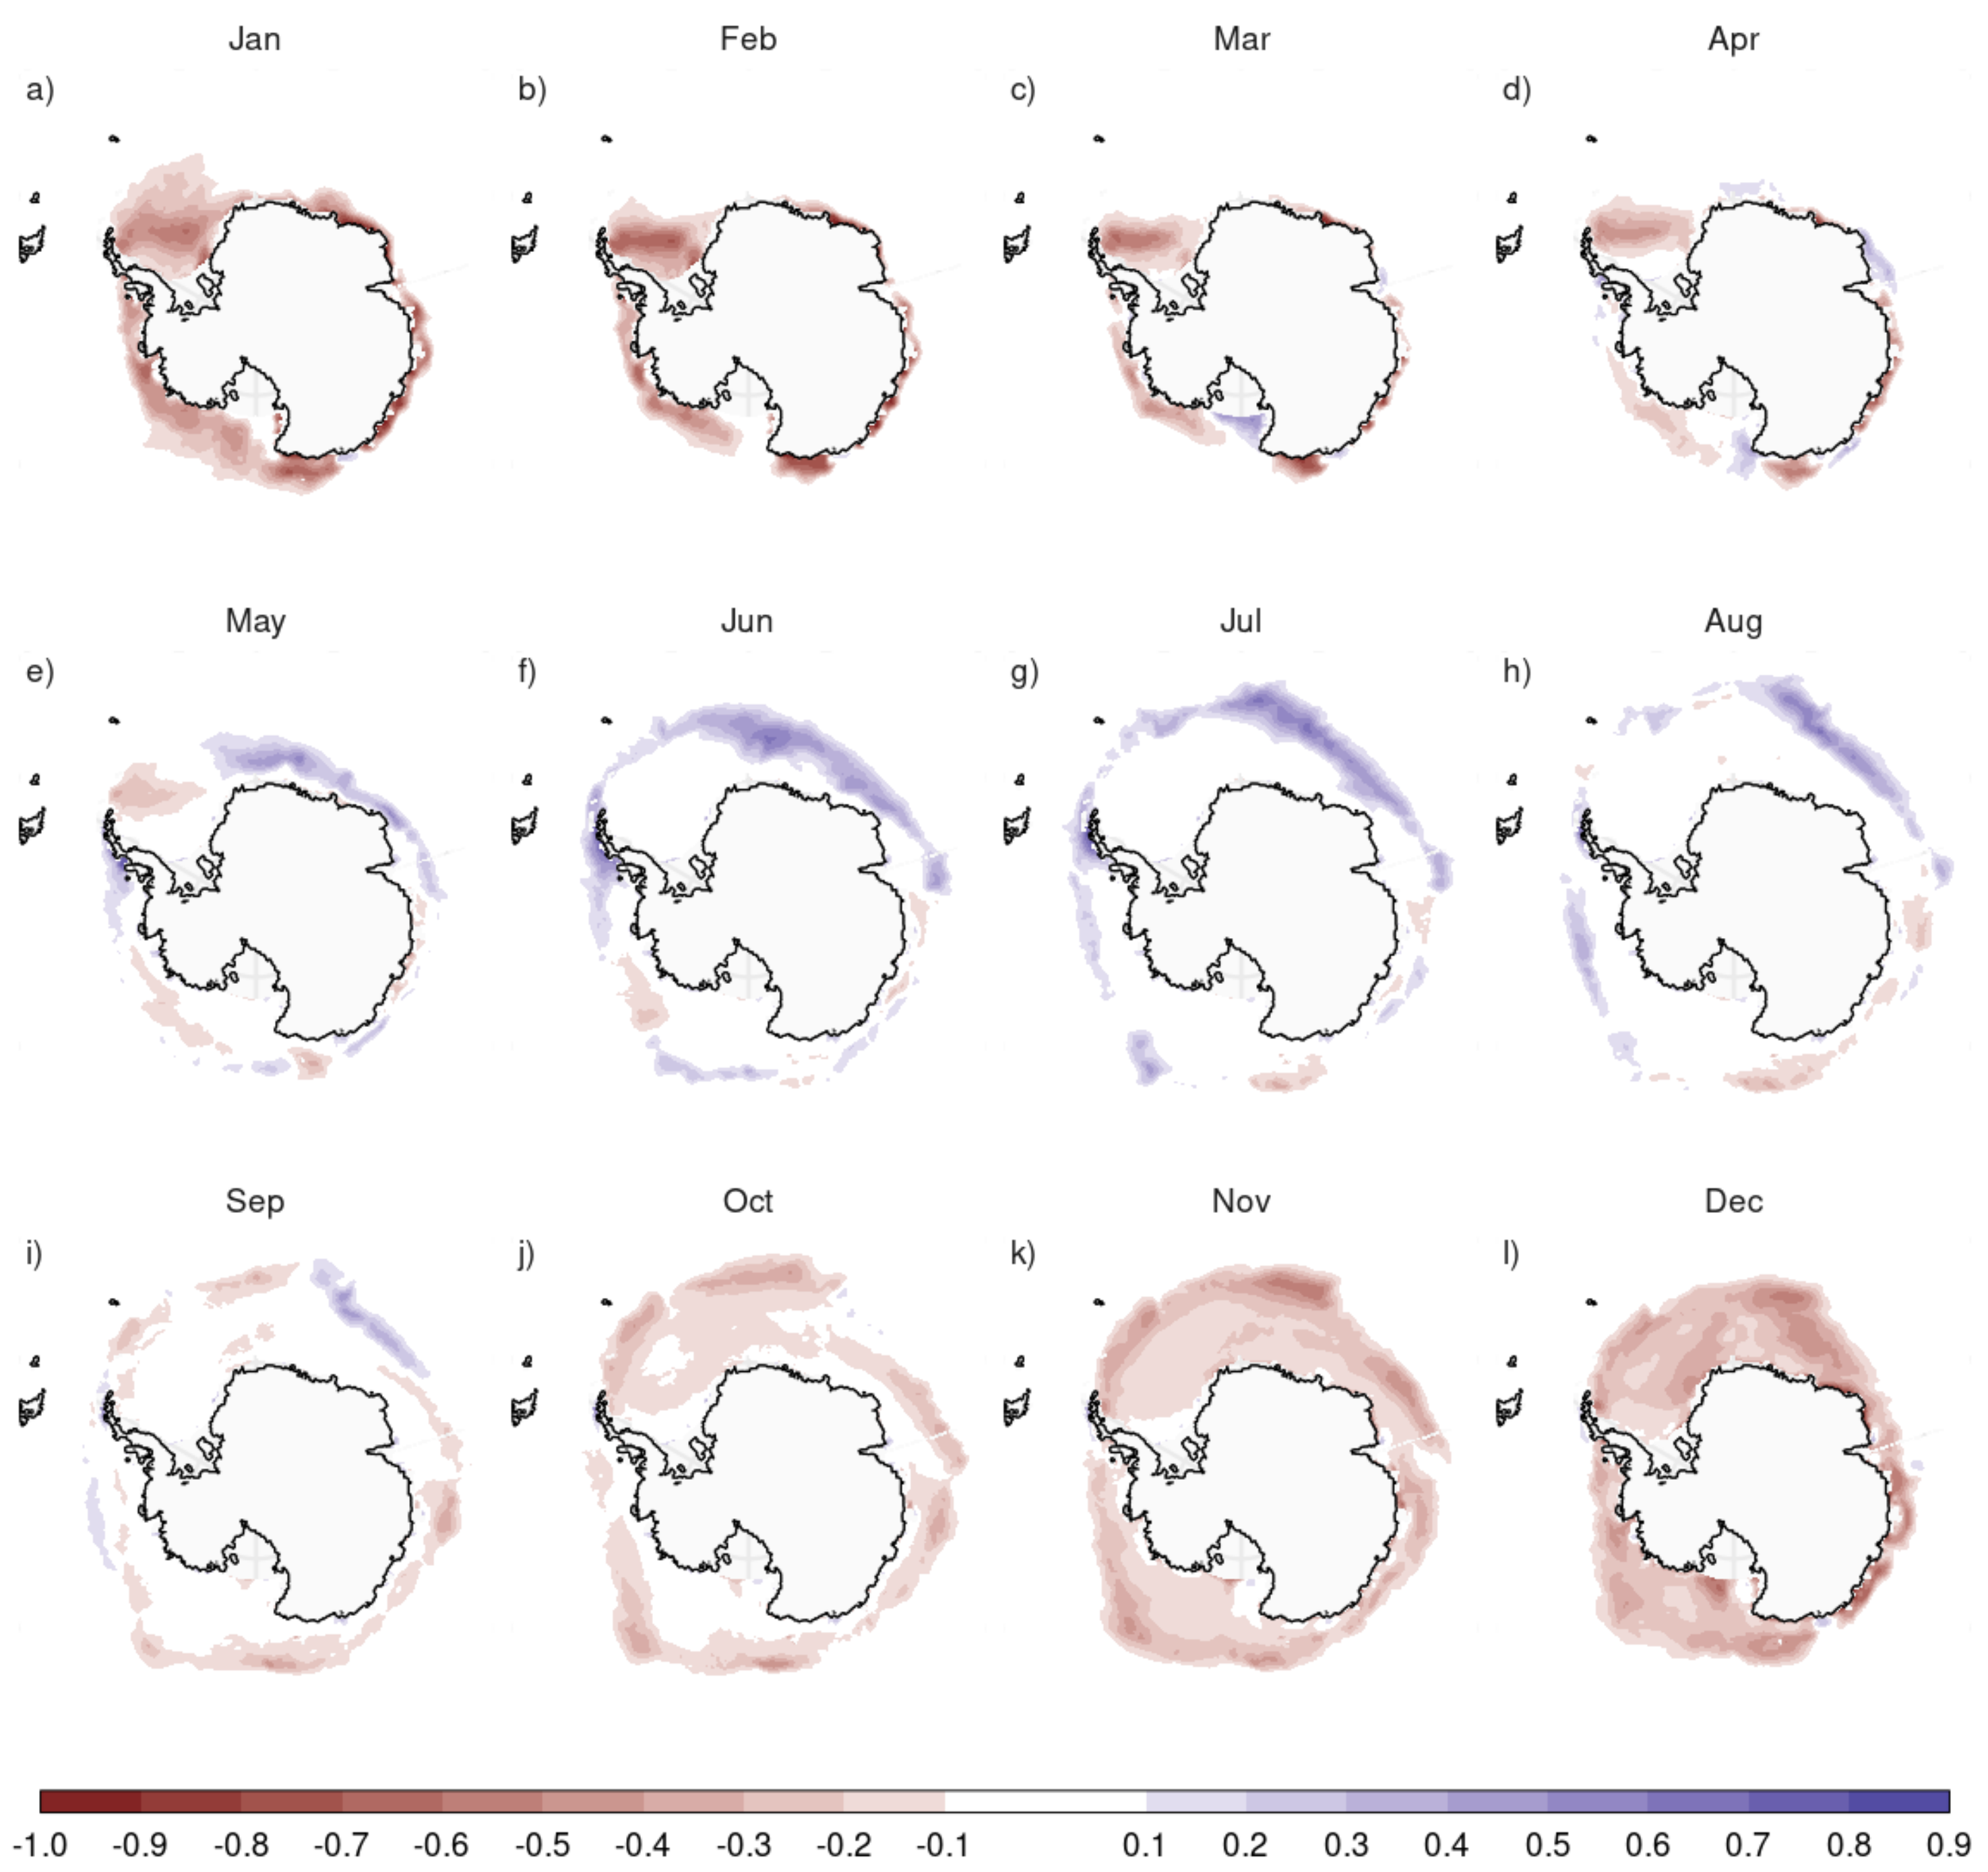 Jan Feb Mar Apr
a) b) c) d)
May Jun Jul Aug
e) f) g) h)
Sep Oct Nov Dec
i) j) k) l)
-1.0 -0.9 -0.8 -0.7 -0.6 -0.5 -0.4 -0.3 -0.2 -0.1 0.1 0.2 0.3 0.4 0.5 0.6 0.7 0.8 0.9